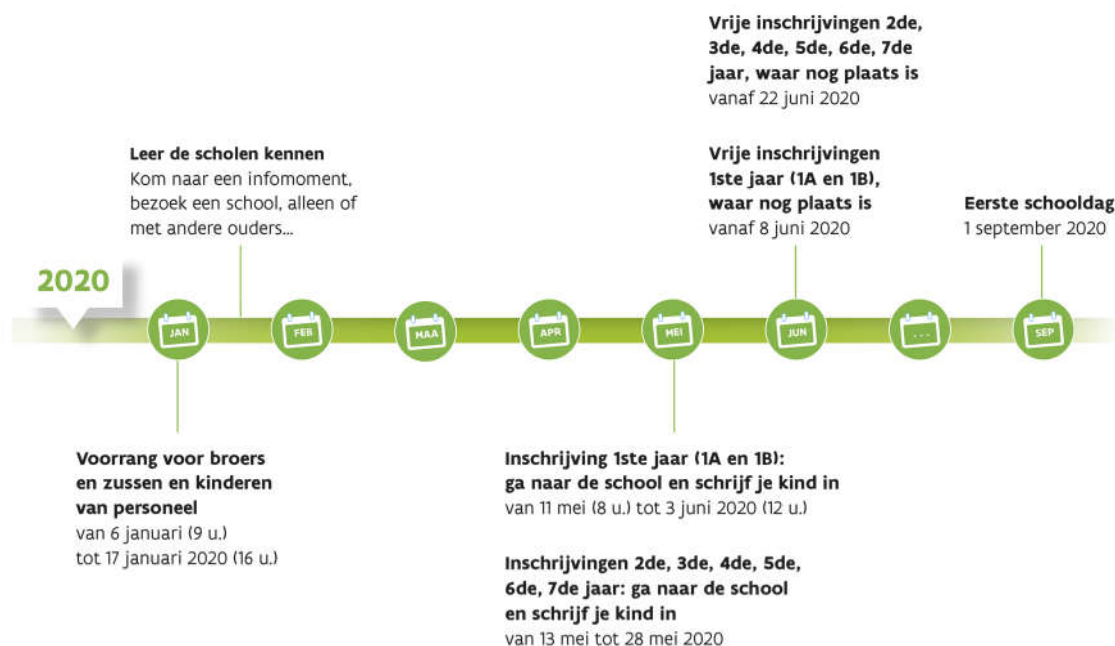 Vrije inschrijvingen 2de,
3de, 4de, 5de, 6de, 7de
jaar, waar nog plaats is
vanaf 22 juni 2020
Leer de scholen kennen
Kom naar een infomoment,
bezoek een school, alleen of
met andere ouders...
Vrije inschrijvingen
1ste jaar (1A en 1B),
waar nog plaats is
vanaf 8 juni 2020
Eerste schooldag
1 september 2020
2020
JAN
FEB
MAA
APR
MEI
JUN
...
SEP
Voorrang voor broers
en zussen en kinderen
van personeel
van 6 januari (9 u.)
tot 17 januari 2020 (16 u.)
Inschrijving 1ste jaar (1A en 1B):
ga naar de school en schrijf je kind in
van 11 mei (8 u.) tot 3 juni 2020 (12 u.)
Inschrijvingen 2de, 3de, 4de, 5de,
6de, 7de jaar: ga naar de school
en schrijf je kind in
van 13 mei tot 28 mei 2020